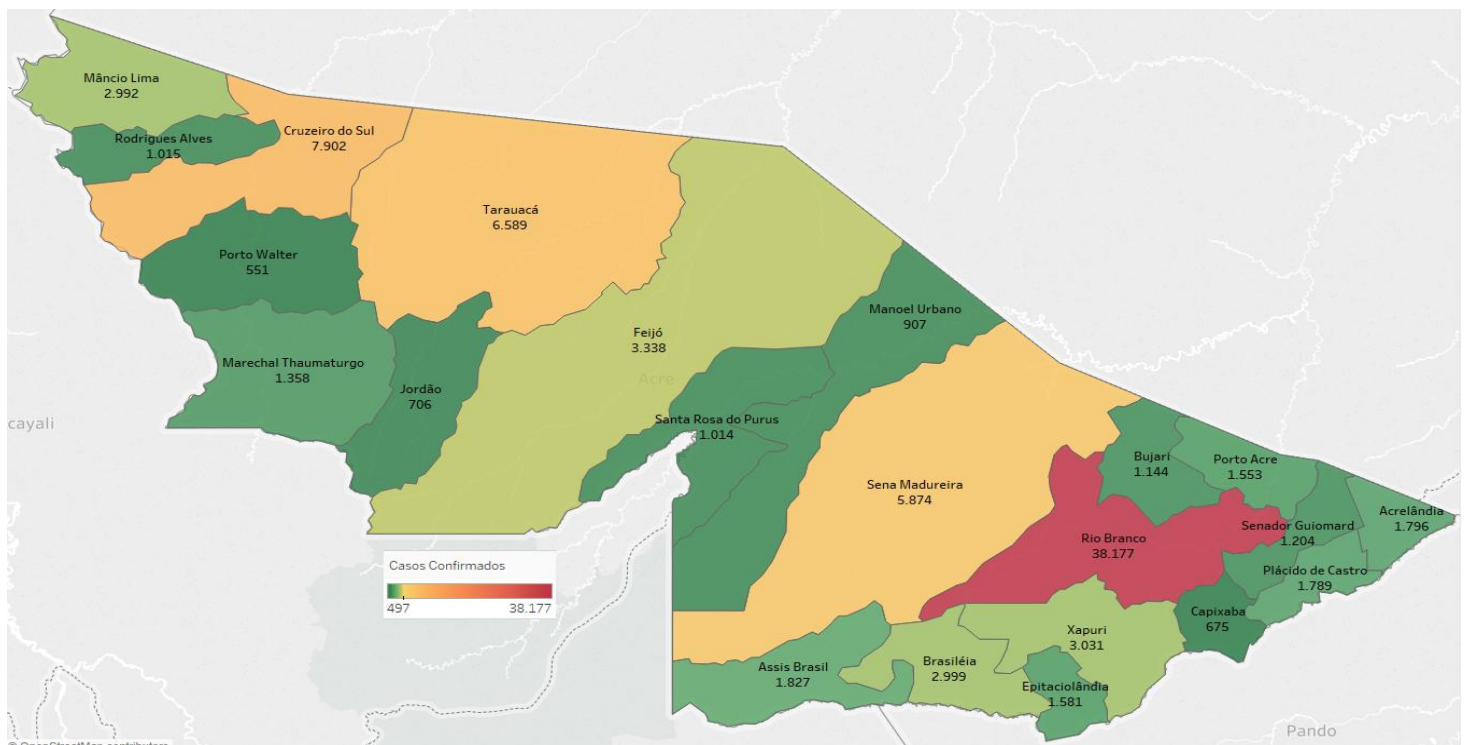 Mâncio Lima
2.992
Rodrigues Alves
1.015
Cruzeiro do Sul
7.902
Tarauacá
6.589
Porto Walter
551
Marechal Thaumaturgo
1.358
Jordão
706
Feijó
3.338
Acre
Manoel Urbano
907
Santa Rosa do Purus
1.014
cayali
Sena Madureira
5.874
Bujari
1.144
Porto Acre
1.553
Acrelândia
1.796
Senador Guiomard
1.204
Rio Branco
38.177
Plácido de Castro
1.789
Capixaba
675
Xapuri
3.031
Assis Brasil
1.827
Brasiléia
2.999
Epitaciolândia
1.581
Casos Confirmados
497 38.177
Pando
© OpenStreetMap contributors